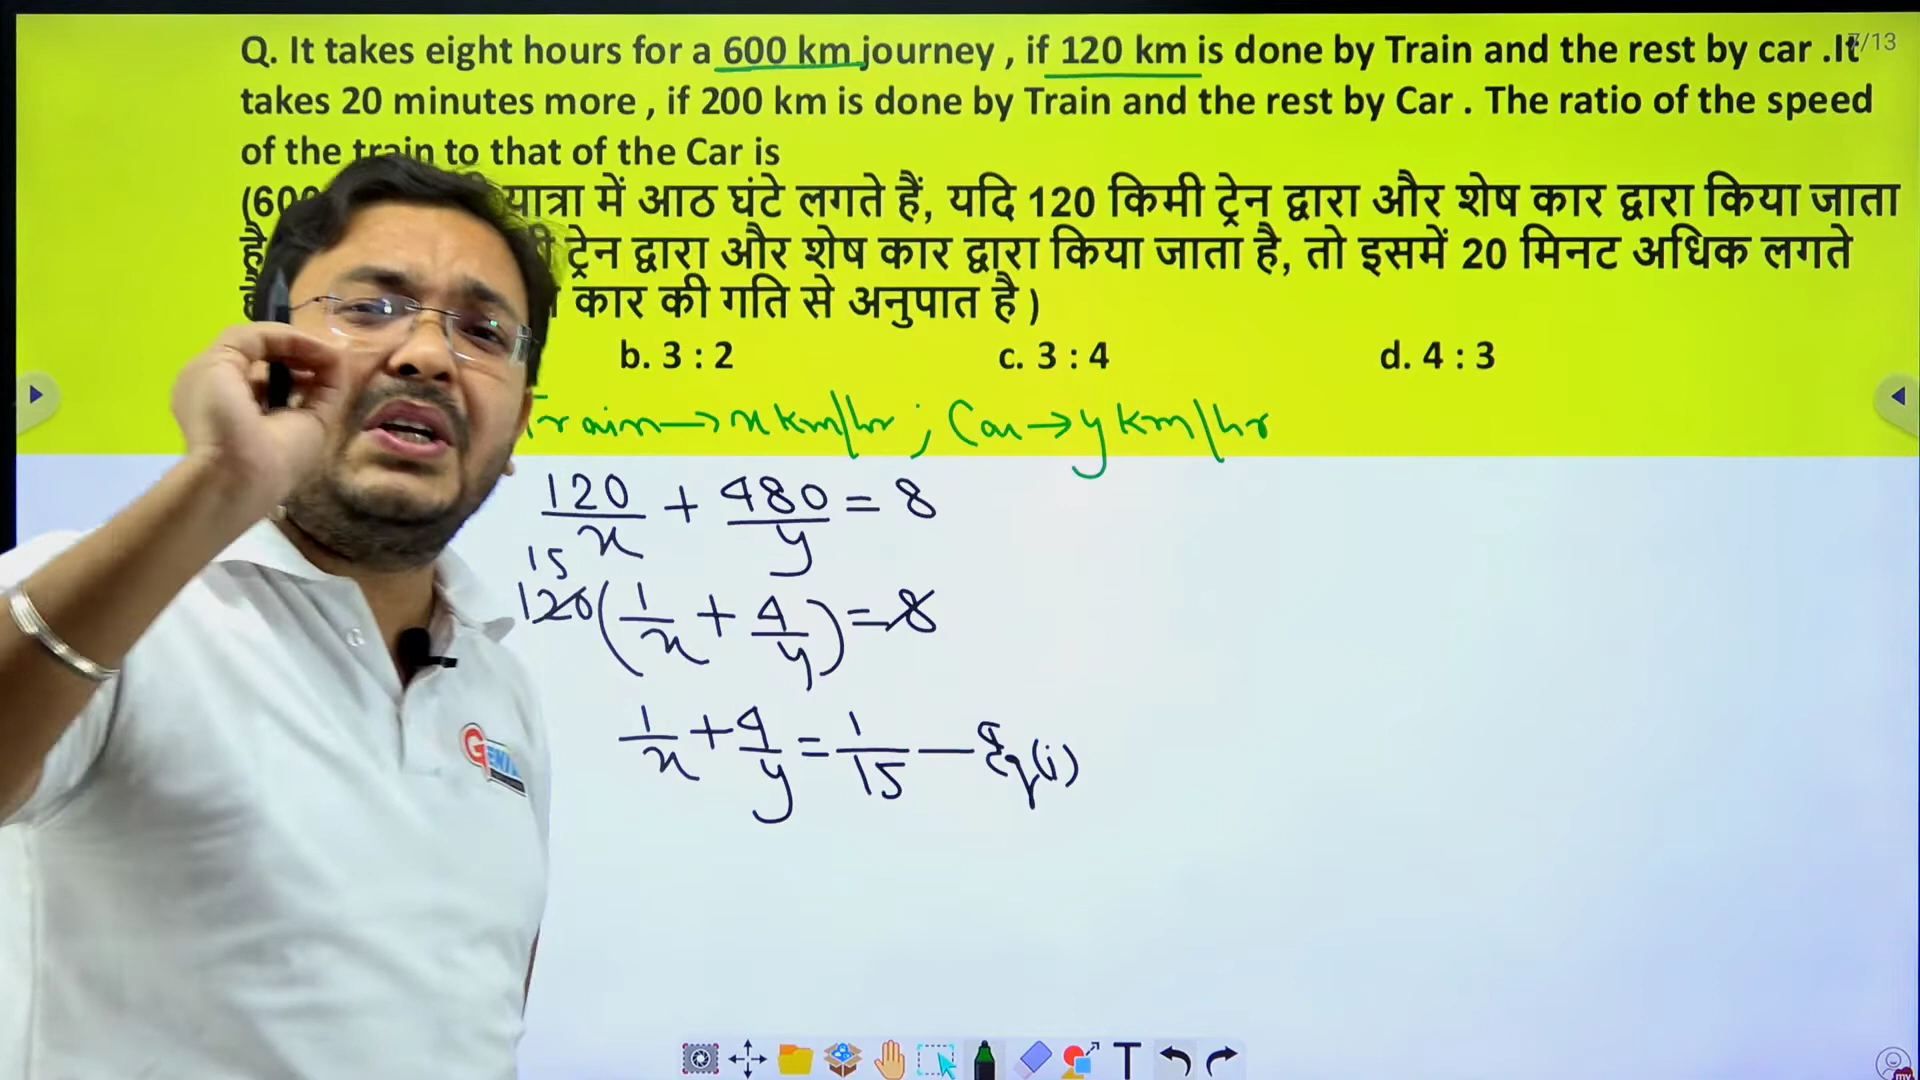 Q. It takes eight hours for a 600 km journey , if 120 km is done by Train and the rest by car .It
7/13
takes 20 minutes more , if 200 km is done by Train and the rest by Car . The ratio of the speed
of the train to that of the Car is
(600 यात्रा में आठ घंटे लगते हैं, यदि 120 किमी ट्रेन द्वारा और शेष कार द्वारा किया जाता
है ट्रेन द्वारा और शेष कार द्वारा किया जाता है, तो इसमें 20 मिनट अधिक लगते
कार की गति से अनुपात है )
b. 3 : 2 c. 3 : 4 d. 4 : 3
Train → x km/hr ; Car → y km/hr
120/x + 480/y = 8
15
120(1/x + 4/y) = 8
1/x + 4/y = 1/15 — Eq(i)
T